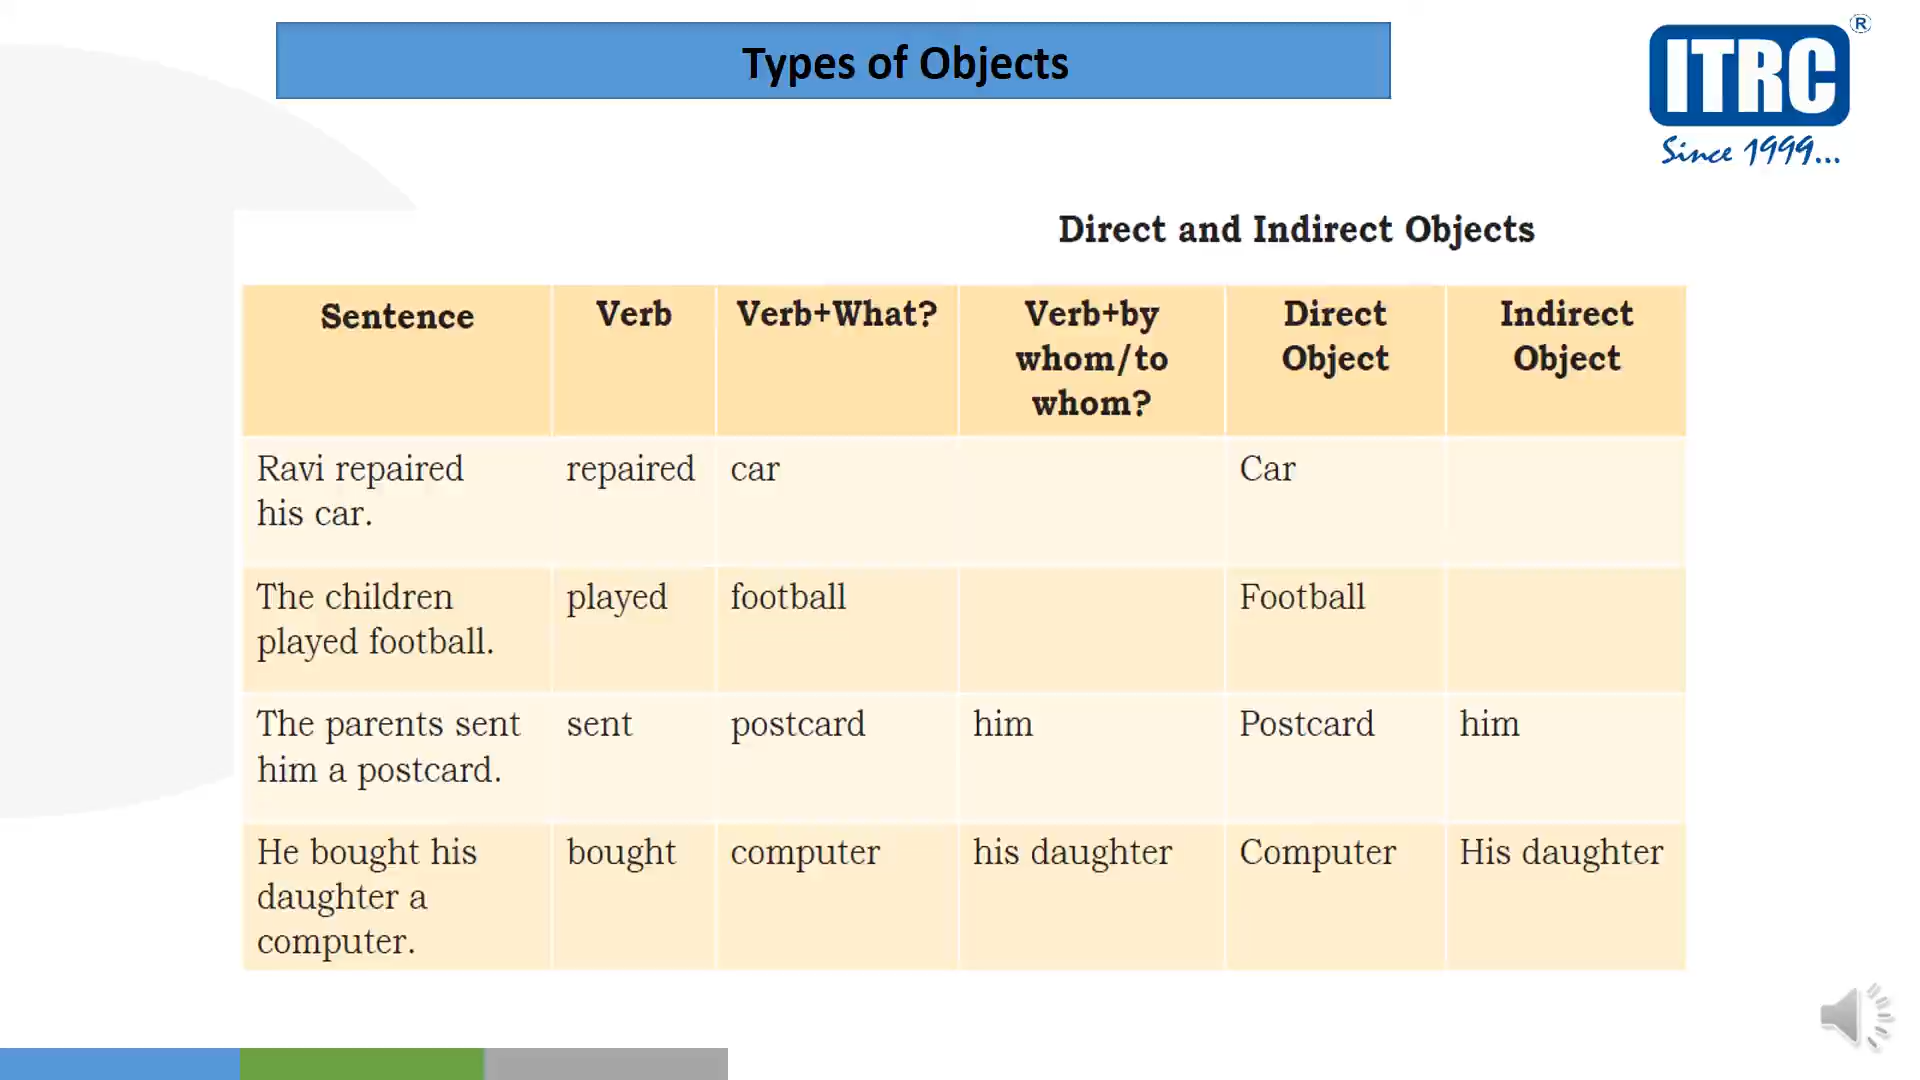 Types of Objects
ITRC ®
Since 1999...
Direct and Indirect Objects
Sentence
Verb
Verb+What?
Verb+by
whom/to
whom?
Direct
Object
Indirect
Object
Ravi repaired
his car.
repaired
car
Car
The children
played football.
played
football
Football
The parents sent
him a postcard.
sent
postcard
him
Postcard
him
He bought his
daughter a
computer.
bought
computer
his daughter
Computer
His daughter